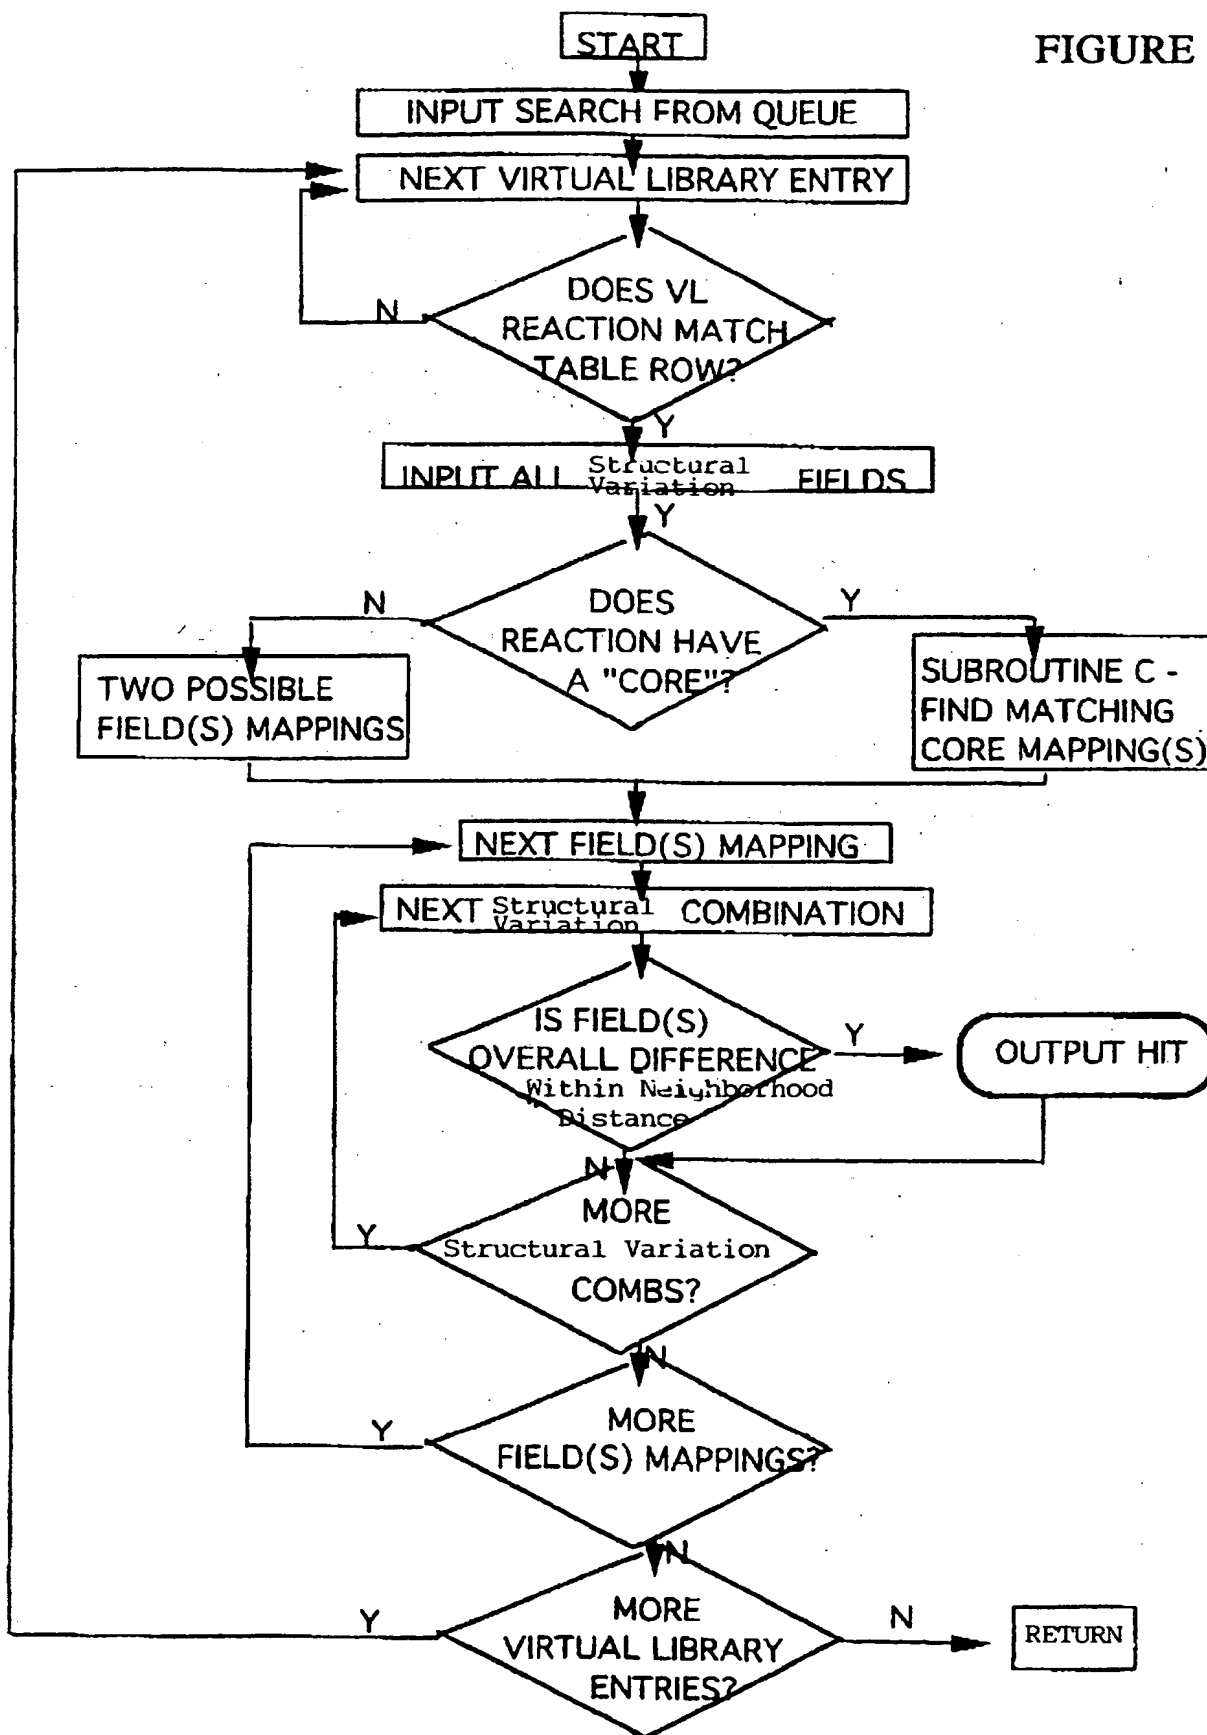 START
FIGURE
INPUT SEARCH FROM QUEUE
NEXT VIRTUAL LIBRARY ENTRY
DOES VL
REACTION MATCH
TABLE ROW?
N
Y
INPUT ALL Structural Variation FIELDS
Y
DOES
REACTION HAVE
A "CORE"?
N
Y
TWO POSSIBLE
FIELD(S) MAPPINGS
SUBROUTINE C -
FIND MATCHING
CORE MAPPING(S)
NEXT FIELD(S) MAPPING
NEXT Structural Variation COMBINATION
IS FIELD(S)
OVERALL DIFFERENCE
Within Neighborhood
Distance
Y
OUTPUT HIT
N
MORE
Structural Variation
COMBS?
Y
N
MORE
FIELD(S) MAPPINGS?
Y
N
MORE
VIRTUAL LIBRARY
ENTRIES?
Y
N
RETURN